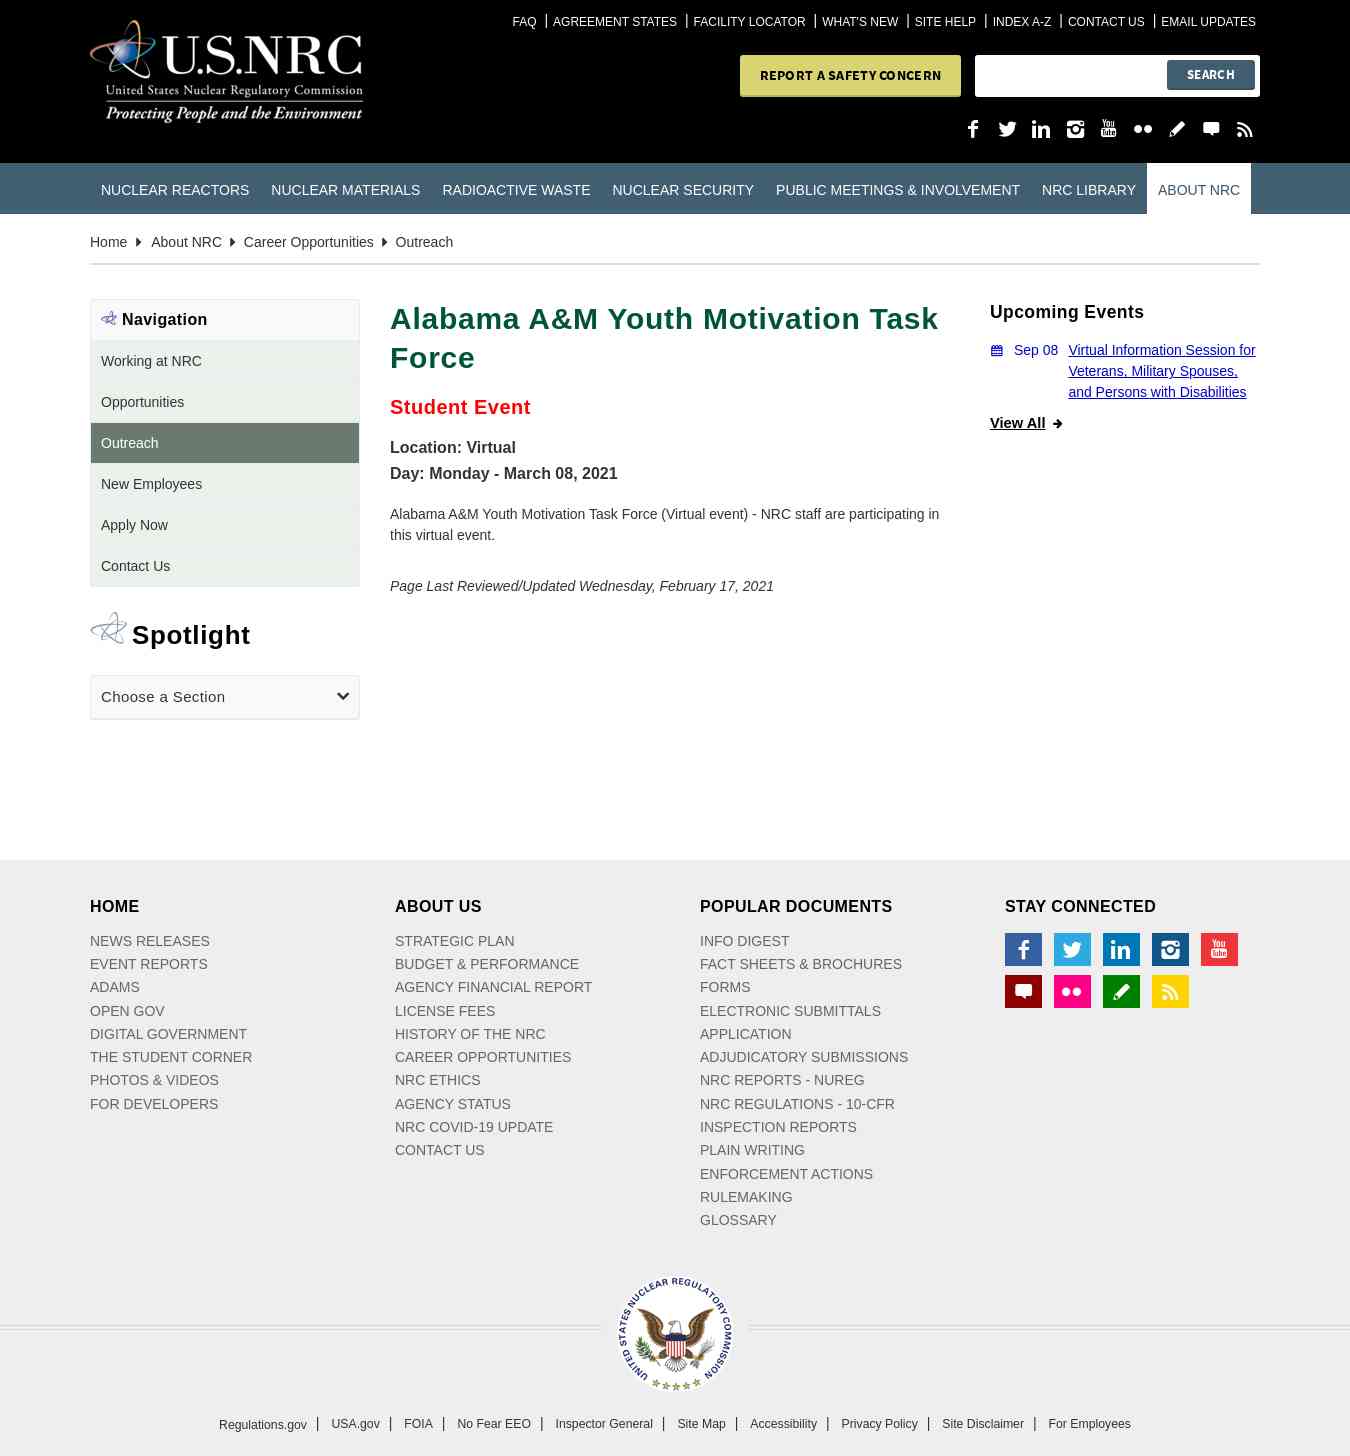 FAQ | AGREEMENT STATES | FACILITY LOCATOR | WHAT'S NEW | SITE HELP | INDEX A-Z | CONTACT US | EMAIL UPDATES
U.S.NRC
United States Nuclear Regulatory Commission
Protecting People and the Environment
REPORT A SAFETY CONCERN
SEARCH
You Tube
NUCLEAR REACTORS NUCLEAR MATERIALS RADIOACTIVE WASTE NUCLEAR SECURITY PUBLIC MEETINGS & INVOLVEMENT NRC LIBRARY ABOUT NRC
Home About NRC Career Opportunities Outreach
Navigation
Working at NRC
Opportunities
Outreach
New Employees
Apply Now
Contact Us
Spotlight
Choose a Section
Alabama A&M Youth Motivation Task
Force
Student Event
Location: Virtual
Day: Monday - March 08, 2021
Alabama A&M Youth Motivation Task Force (Virtual event) - NRC staff are participating in
this virtual event.
Page Last Reviewed/Updated Wednesday, February 17, 2021
Upcoming Events
Sep 08 Virtual Information Session for
Veterans, Military Spouses,
and Persons with Disabilities
View All
HOME
NEWS RELEASES
EVENT REPORTS
ADAMS
OPEN GOV
DIGITAL GOVERNMENT
THE STUDENT CORNER
PHOTOS & VIDEOS
FOR DEVELOPERS
ABOUT US
STRATEGIC PLAN
BUDGET & PERFORMANCE
AGENCY FINANCIAL REPORT
LICENSE FEES
HISTORY OF THE NRC
CAREER OPPORTUNITIES
NRC ETHICS
AGENCY STATUS
NRC COVID-19 UPDATE
CONTACT US
POPULAR DOCUMENTS
INFO DIGEST
FACT SHEETS & BROCHURES
FORMS
ELECTRONIC SUBMITTALS
APPLICATION
ADJUDICATORY SUBMISSIONS
NRC REPORTS - NUREG
NRC REGULATIONS - 10-CFR
INSPECTION REPORTS
PLAIN WRITING
ENFORCEMENT ACTIONS
RULEMAKING
GLOSSARY
STAY CONNECTED
You Tube
UNITED STATES NUCLEAR REGULATORY COMMISSION
Regulations.gov | USA.gov | FOIA | No Fear EEO | Inspector General | Site Map | Accessibility | Privacy Policy | Site Disclaimer | For Employees